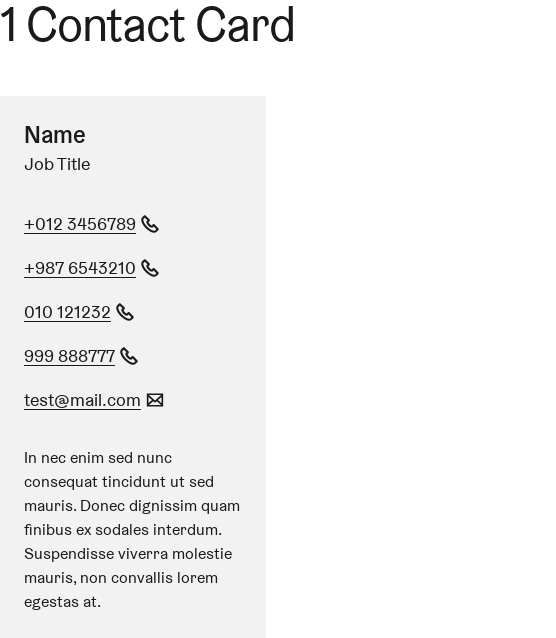 1 Contact Card
Name
Job Title
+012 3456789
+987 6543210
010 121232
999 888777
test@mail.com
In nec enim sed nunc
consequat tincidunt ut sed
mauris. Donec dignissim quam
finibus ex sodales interdum.
Suspendisse viverra molestie
mauris, non convallis lorem
egestas at.